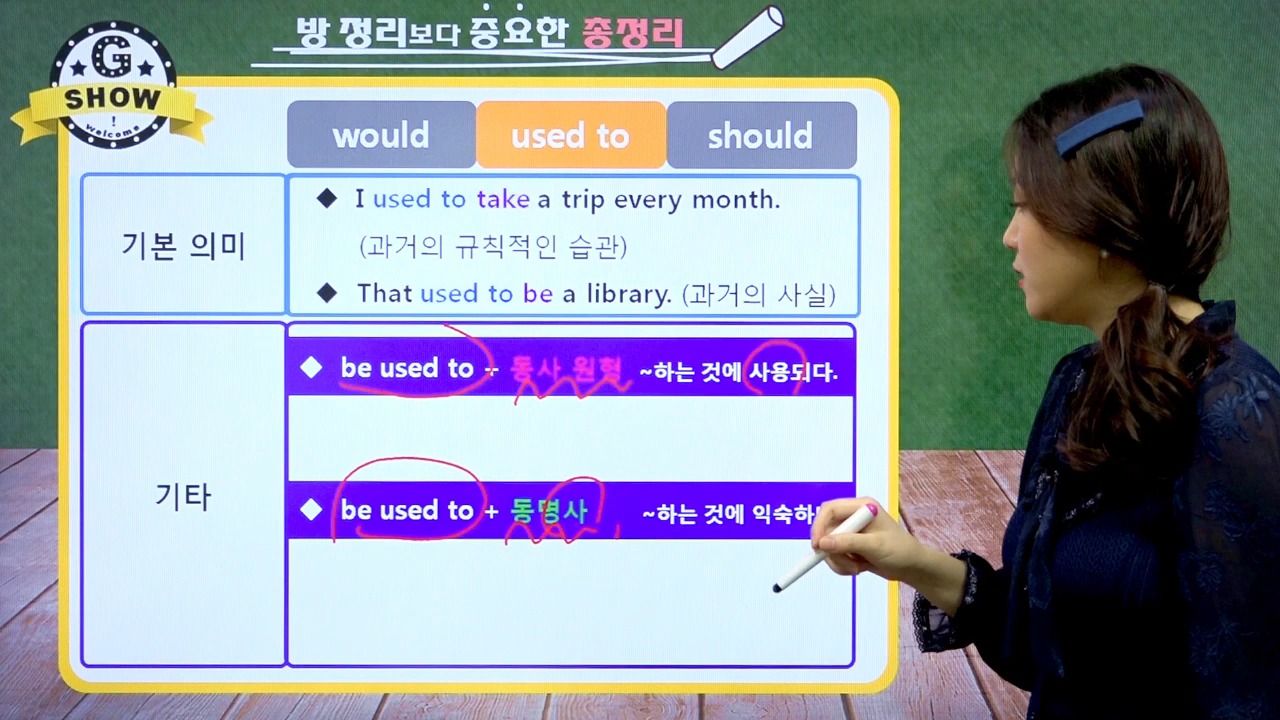 방 정리보다 중요한 총정리
G
SHOW
!
welcome
would used to should
기본 의미
◆ I used to take a trip every month.
(과거의 규칙적인 습관)
◆ That used to be a library. (과거의 사실)
기타
◆ be used to + 동사 원형 ~하는 것에 사용되다.
◆ be used to + 동명사 ~하는 것에 익숙하